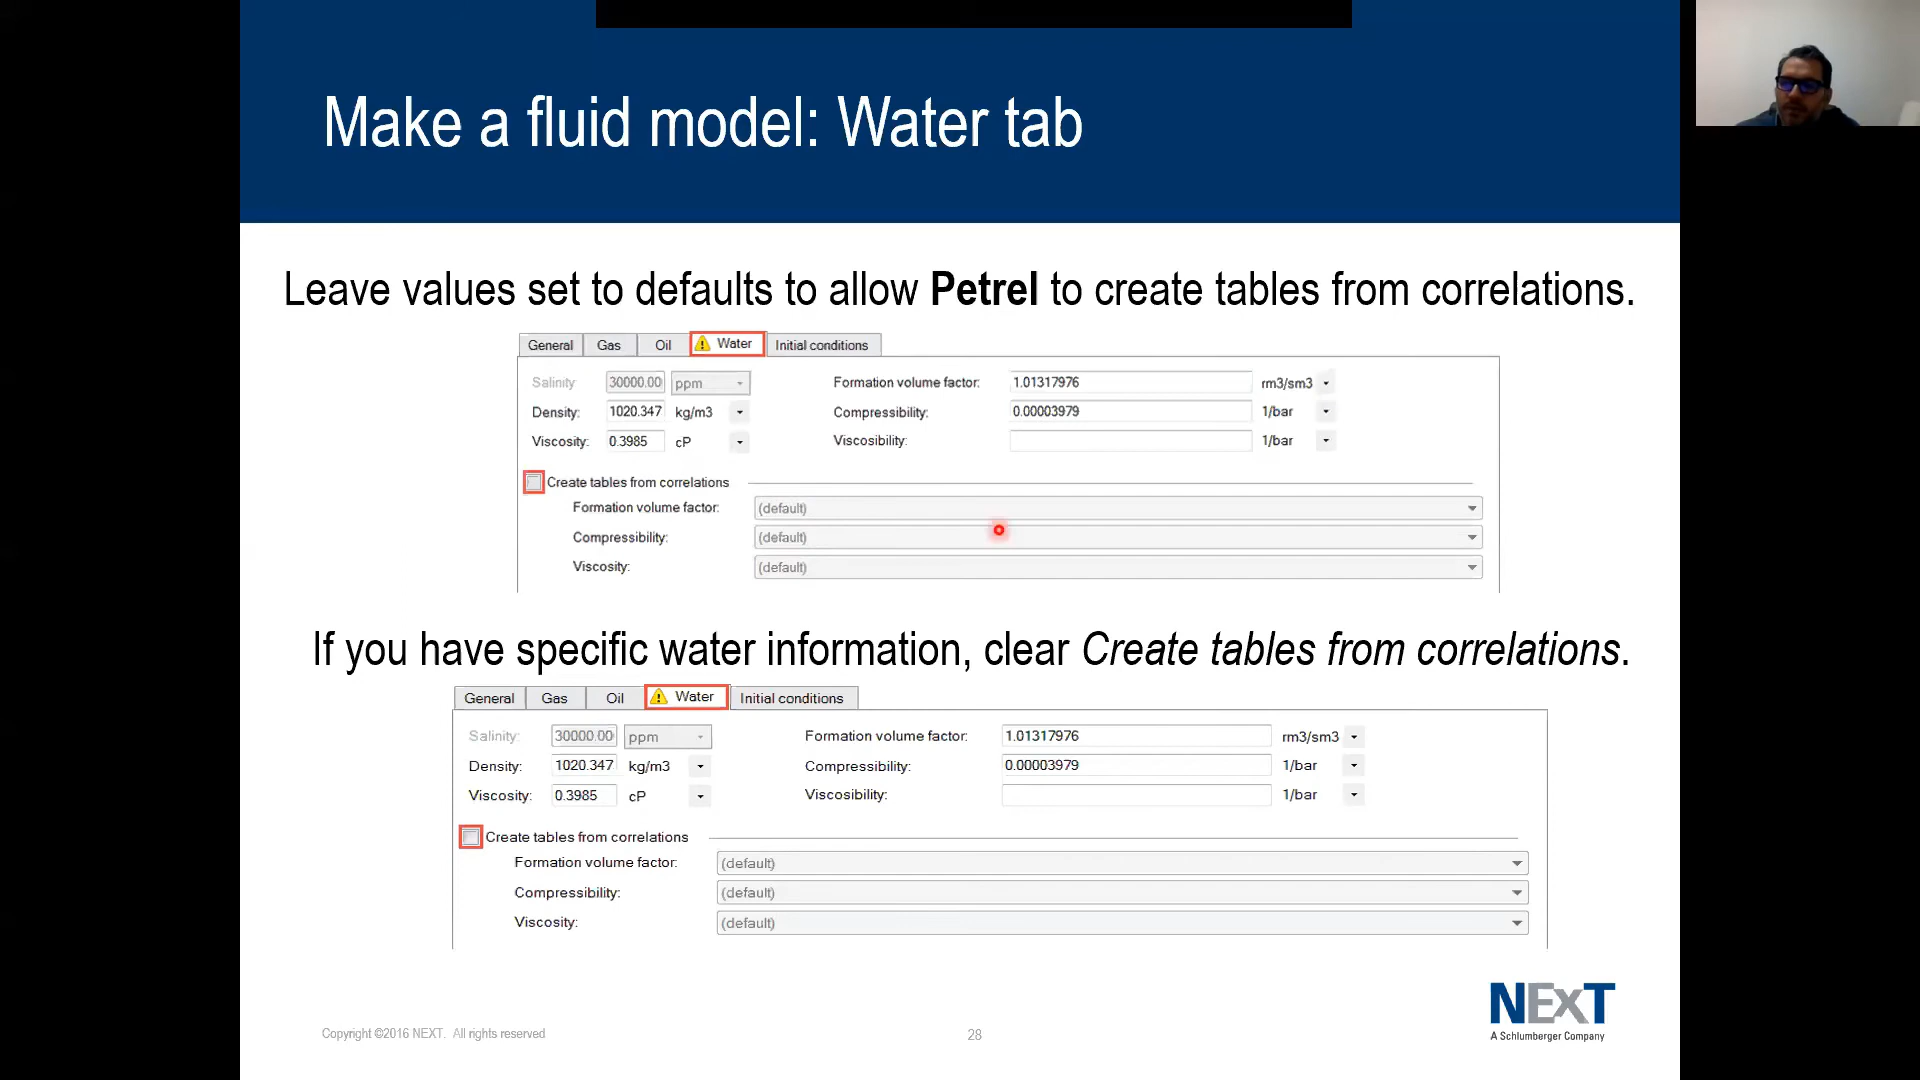 Make a fluid model: Water tab
Leave values set to defaults to allow Petrel to create tables from correlations.
General Gas Oil Water Initial conditions
Salinity: 30000.00 ppm Formation volume factor: 1.01317976 rm3/sm3
Density: 1020.347 kg/m3 Compressibility: 0.00003979 1/bar
Viscosity: 0.3985 cP Viscosibility: 1/bar
Create tables from correlations
Formation volume factor: (default)
Compressibility: (default)
Viscosity: (default)
If you have specific water information, clear Create tables from correlations.
General Gas Oil Water Initial conditions
Salinity: 30000.00 ppm Formation volume factor: 1.01317976 rm3/sm3
Density: 1020.347 kg/m3 Compressibility: 0.00003979 1/bar
Viscosity: 0.3985 cP Viscosibility: 1/bar
Create tables from correlations
Formation volume factor: (default)
Compressibility: (default)
Viscosity: (default)
NExT
A Schlumberger Company
Copyright ©2016 NEXT. All rights reserved
28